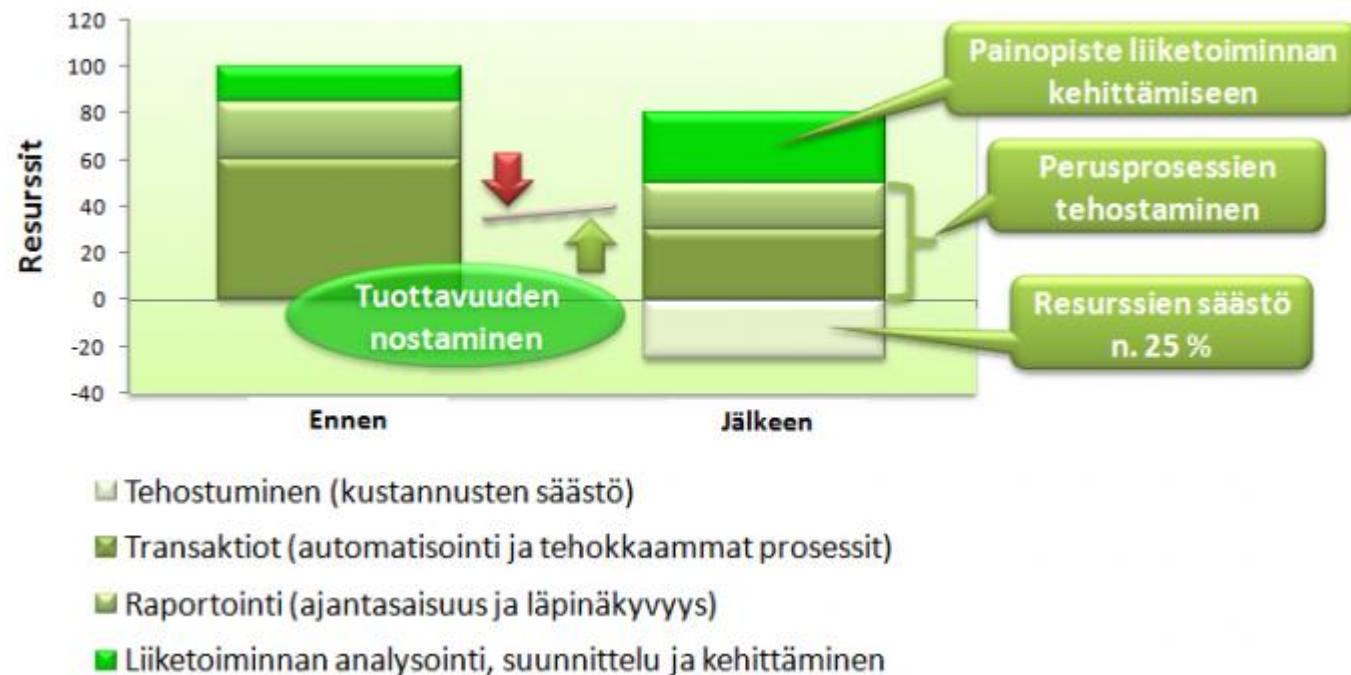 120
100
80
60
40
20
0
-20
-40
Resurssit
Ennen
Jälkeen
Tuottavuuden
nostaminen
Painopiste liiketoiminnan
kehittämiseen
Perusprosessien
tehostaminen
Resurssien säästö
n. 25 %
Tehostuminen (kustannusten säästö)
Transaktiot (automatisointi ja tehokkaammat prosessit)
Raportointi (ajantasaisuus ja läpinäkyvyys)
Liiketoiminnan analysointi, suunnittelu ja kehittäminen